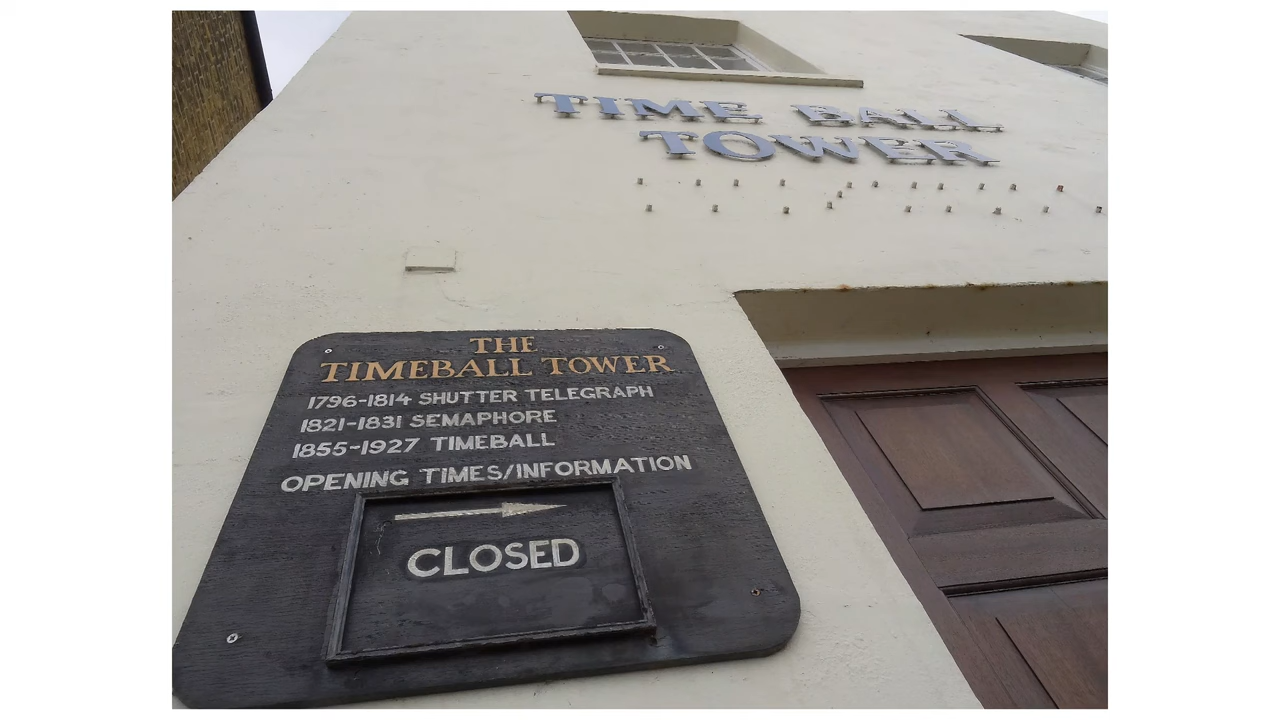 TIME BALL
TOWER
THE
TIMEBALL TOWER
1796-1814 SHUTTER TELEGRAPH
1821-1831 SEMAPHORE
1855-1927 TIMEBALL
OPENING TIMES/INFORMATION
CLOSED